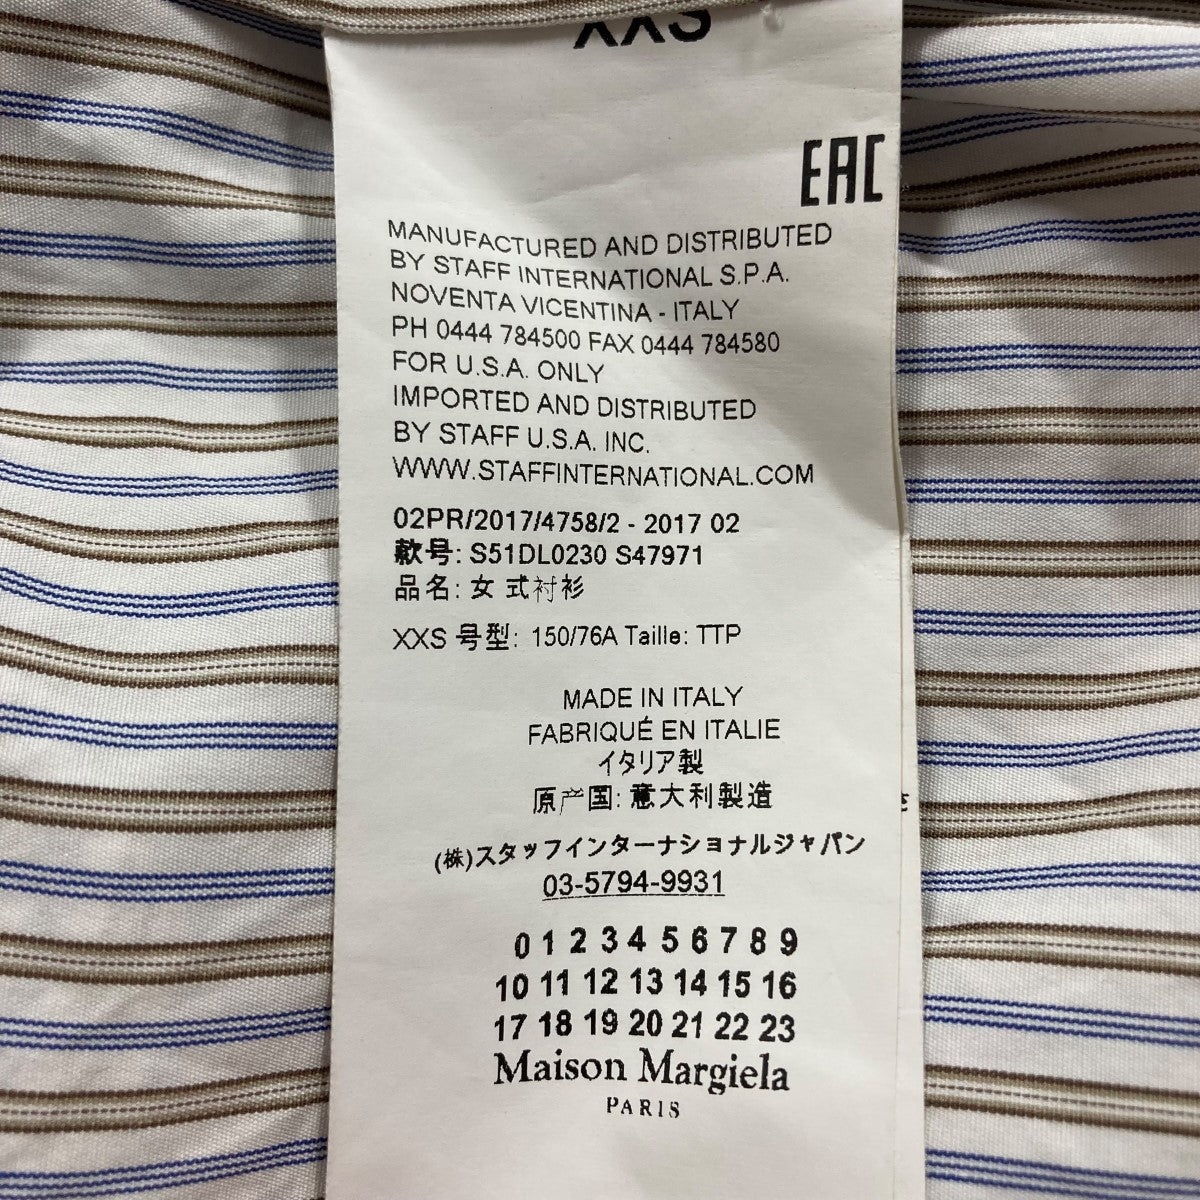 XXS
EAC
MANUFACTURED AND DISTRIBUTED
BY STAFF INTERNATIONAL S.P.A.
NOVENTA VICENTINA - ITALY
PH 0444 784500 FAX 0444 784580
FOR U.S.A. ONLY
IMPORTED AND DISTRIBUTED
BY STAFF U.S.A. INC.
WWW.STAFFINTERNATIONAL.COM
02PR/2017/4758/2 - 2017 02
款号: S51DL0230 S47971
品名: 女 式衬衫
XXS 号型: 150/76A Taille: TTP
MADE IN ITALY
FABRIQUÉ EN ITALIE
イタリア製
原产国: 意大利製造
(株)スタッフインターナショナルジャパン
03-5794-9931
0 1 2 3 4 5 6 7 8 9
10 11 12 13 14 15 16
17 18 19 20 21 22 23
Maison Margiela
PARIS